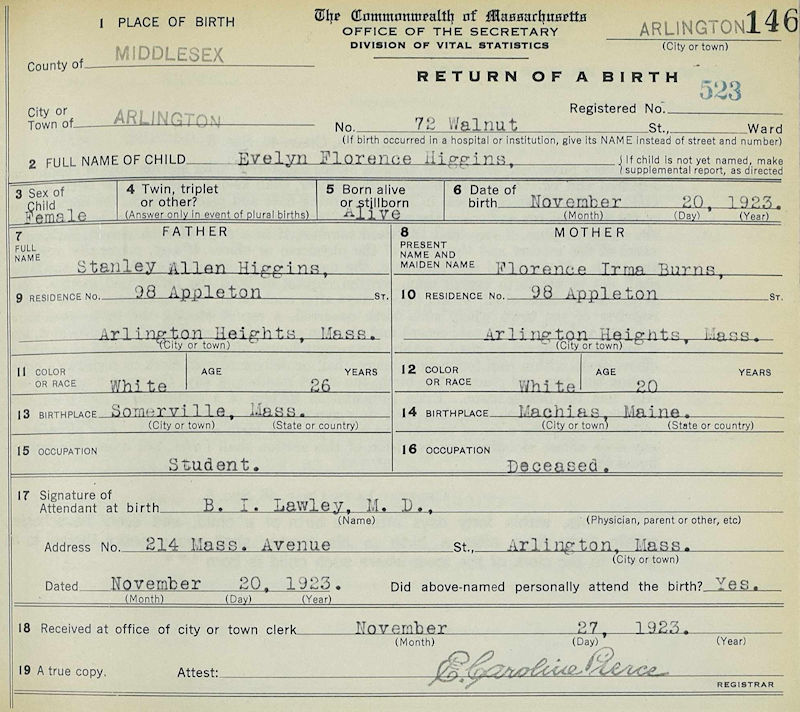 1 PLACE OF BIRTH
The Commonwealth of Massachusetts
OFFICE OF THE SECRETARY
DIVISION OF VITAL STATISTICS
ARLINGTON 146
(City or town)
County of MIDDLESEX
RETURN OF A BIRTH
523
Registered No.
City or Town of ARLINGTON
No. 72 Walnut St., Ward
(If birth occurred in a hospital or institution, give its NAME instead of street and number)
2 FULL NAME OF CHILD Evelyn Florence Higgins, {If child is not yet named, make supplemental report, as directed
3 Sex of Child Female
4 Twin, triplet or other?
(Answer only in event of plural births)
5 Born alive or stillborn Alive
6 Date of birth November 20, 1923.
(Month) (Day) (Year)
7 FATHER
FULL NAME Stanley Allen Higgins,
8 MOTHER
PRESENT NAME AND MAIDEN NAME Florence Irma Burns,
9 RESIDENCE No. 98 Appleton ST.
Arlington Heights, Mass.
(City or town)
10 RESIDENCE No. 98 Appleton ST.
Arlington Heights, Mass.
(City or town)
11 COLOR OR RACE White AGE 26 YEARS
12 COLOR OR RACE White AGE 20 YEARS
13 BIRTHPLACE Somerville, Mass.
(City or town) (State or country)
14 BIRTHPLACE Machias, Maine.
(City or town) (State or country)
15 OCCUPATION
Student.
16 OCCUPATION
Deceased.
17 Signature of Attendant at birth B. I. Lawley, M. D.,
(Name) (Physician, parent or other, etc)
Address No. 214 Mass. Avenue St., Arlington, Mass.
(City or town)
Dated November 20, 1923. Did above-named personally attend the birth? Yes.
(Month) (Day) (Year)
18 Received at office of city or town clerk November 27, 1923.
(Month) (Day) (Year)
19 A true copy. Attest: E. Caroline Pierce
REGISTRAR